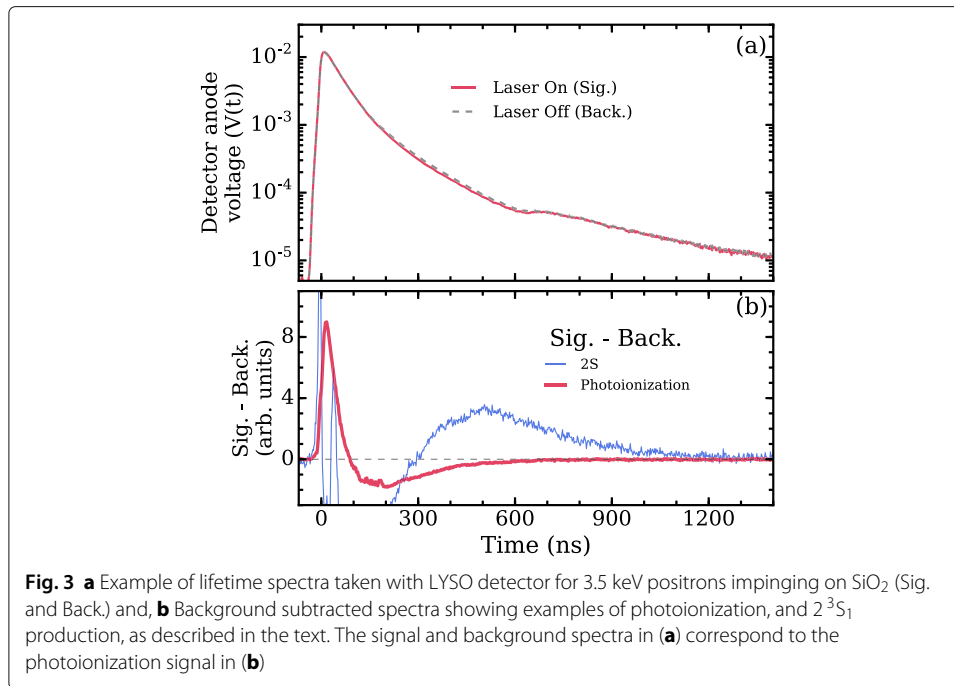 (a)
10⁻²
10⁻³
10⁻⁴
10⁻⁵
Detector anode
voltage (V(t))
Laser On (Sig.)
Laser Off (Back.)
(b)
8
4
0
Sig. - Back.
(arb. units)
Sig. - Back.
2S
Photoionization
0 300 600 900 1200
Time (ns)
Fig. 3 a Example of lifetime spectra taken with LYSO detector for 3.5 keV positrons impinging on SiO₂ (Sig.
and Back.) and, b Background subtracted spectra showing examples of photoionization, and 2 ³S₁
production, as described in the text. The signal and background spectra in (a) correspond to the
photoionization signal in (b)